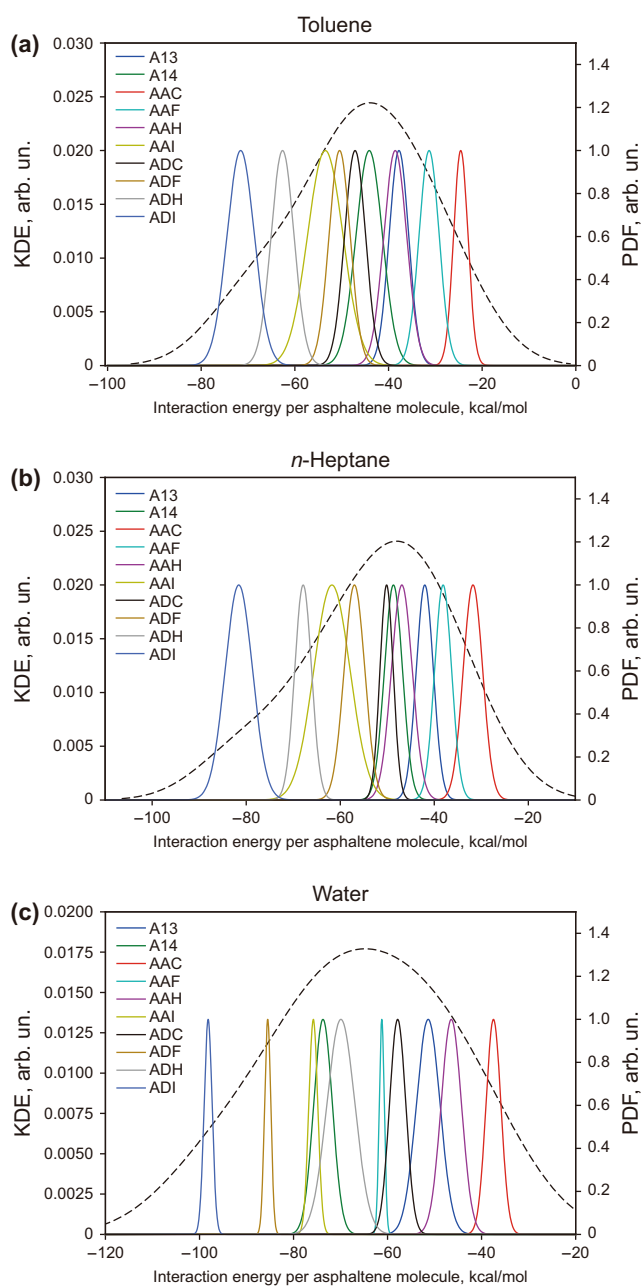 Toluene
(a)
0.030
0.025
0.020
0.015
0.010
0.005
0
KDE, arb. un.
A13
A14
AAC
AAF
AAH
AAI
ADC
ADF
ADH
ADI
1.4
1.2
1.0
0.8
0.6
0.4
0.2
0
PDF, arb. un.
–100 –80 –60 –40 –20 0
Interaction energy per asphaltene molecule, kcal/mol
n-Heptane
(b)
0.030
0.025
0.020
0.015
0.010
0.005
0
KDE, arb. un.
A13
A14
AAC
AAF
AAH
AAI
ADC
ADF
ADH
ADI
1.4
1.2
1.0
0.8
0.6
0.4
0.2
0
PDF, arb. un.
–100 –80 –60 –40 –20
Interaction energy per asphaltene molecule, kcal/mol
Water
(c)
0.0200
0.0175
0.0150
0.0125
0.0100
0.0075
0.0050
0.0025
0
KDE, arb. un.
A13
A14
AAC
AAF
AAH
AAI
ADC
ADF
ADH
ADI
1.4
1.2
1.0
0.8
0.6
0.4
0.2
0
PDF, arb. un.
–120 –100 –80 –60 –40 –20
Interaction energy per asphaltene molecule, kcal/mol